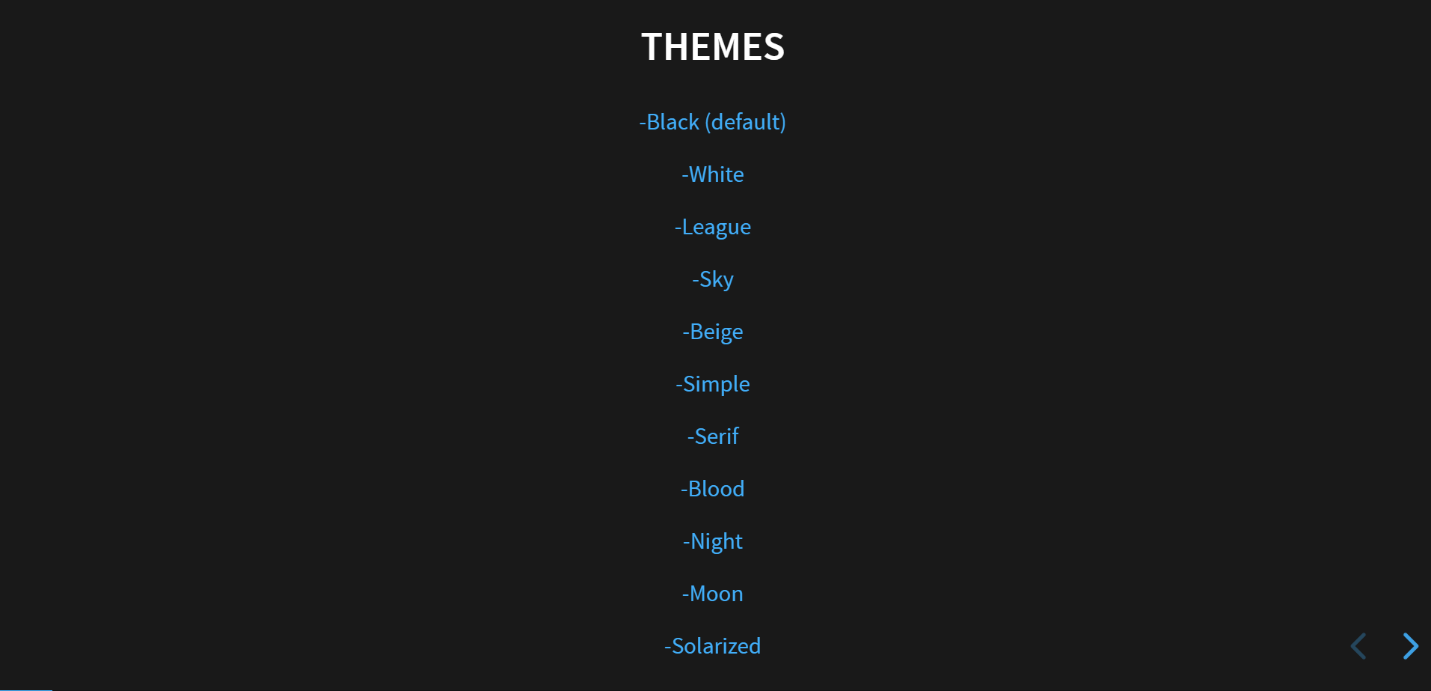 THEMES
-Black (default)
-White
-League
-Sky
-Beige
-Simple
-Serif
-Blood
-Night
-Moon
-Solarized